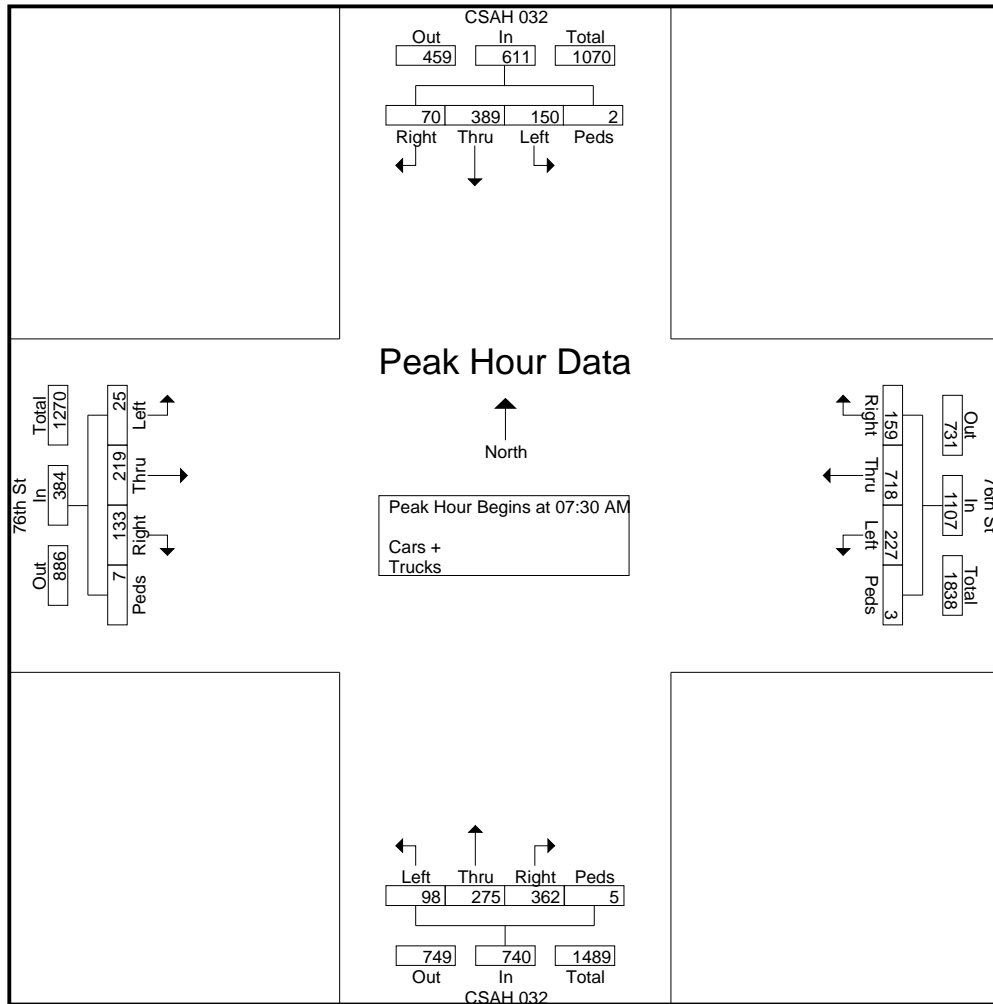 CSAH 032
Out In Total
459 611 1070
70 389 150 2
Right Thru Left Peds
Peak Hour Data
North
Peak Hour Begins at 07:30 AM
Cars +
Trucks
76th St
Total In Out
1270 384 886
25 219 133 7
Left Thru Right Peds
76th St
Out In Total
731 1107 1838
159 718 227 3
Right Thru Left Peds
Left Thru Right Peds
98 275 362 5
749 740 1489
Out In Total
CSAH 032